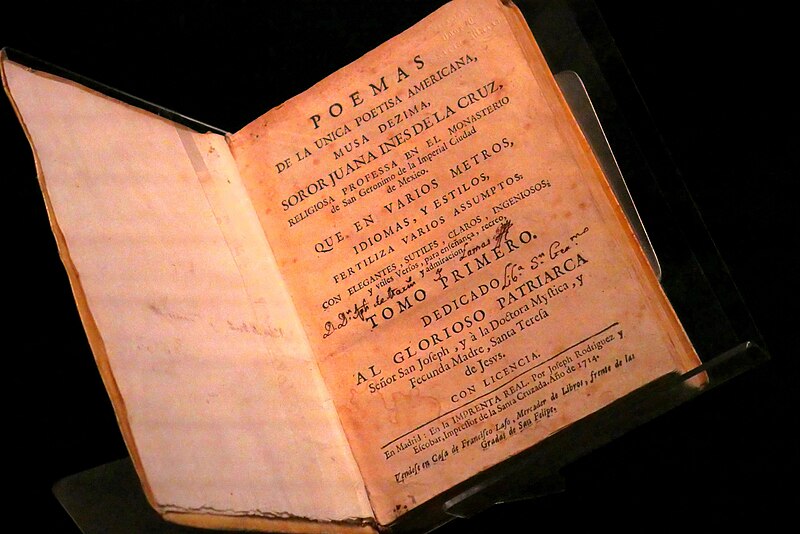 POEMAS
DE LA UNICA POETISA AMERICANA,
MUSA DEZIMA,
SOROR JUANA INES DE LA CRUZ,
RELIGIOSA PROFESSA EN EL MONASTERIO
de San Geronimo de la Imperial Ciudad
de Mexico.
QUE EN VARIOS METROS,
IDIOMAS, Y ESTILOS,
FERTILIZA VARIOS ASSUMPTOS:
CON ELEGANTES, SUTILES, CLAROS, INGENIOSOS;
y vtiles Versos, para enseñança, recreo,
y admiracion
TOMO PRIMERO.
DEDICADO
AL GLORIOSO PATRIARCA
Señor San Joseph, y à la Doctora Mystica, y
Fecunda Madre, Santa Teresa
de Jesvs.
CON LICENCIA.
En Madrid: En la IMPRENTA REAL. Por Joseph Rodriguez y
Escobar, Impressor de la Santa Cruzada. Año de 1714.
Vendese en Casa de Francisco Laso, Mercader de Libros, frente de las
Gradas de San Felipe.